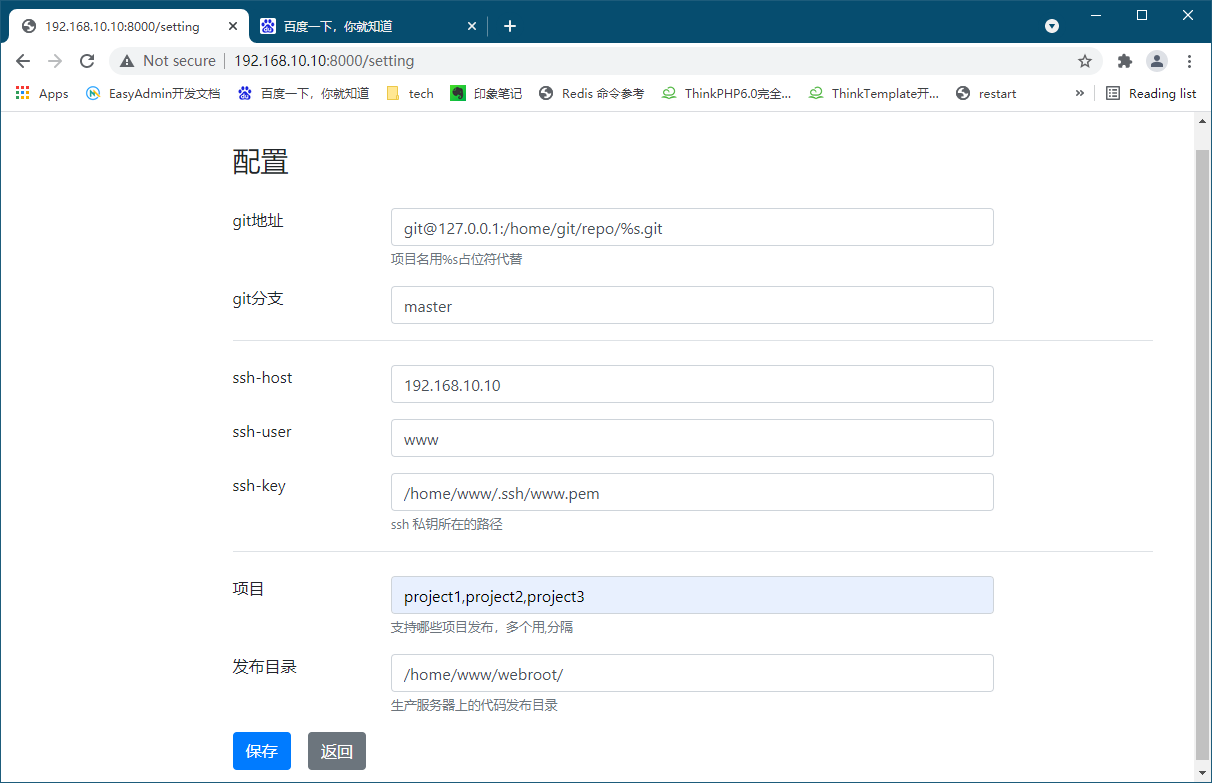 192.168.10.10:8000/setting
百度一下，你就知道
Not secure 192.168.10.10:8000/setting
Apps EasyAdmin开发文档 百度一下，你就知道 tech 印象笔记 Redis 命令参考 ThinkPHP6.0完全... ThinkTemplate开... restart » Reading list
配置
git地址
git@127.0.0.1:/home/git/repo/%s.git
项目名用%s占位符代替
git分支
master
ssh-host
192.168.10.10
ssh-user
www
ssh-key
/home/www/.ssh/www.pem
ssh 私钥所在的路径
项目
project1,project2,project3
支持哪些项目发布，多个用,分隔
发布目录
/home/www/webroot/
生产服务器上的代码发布目录
保存 返回